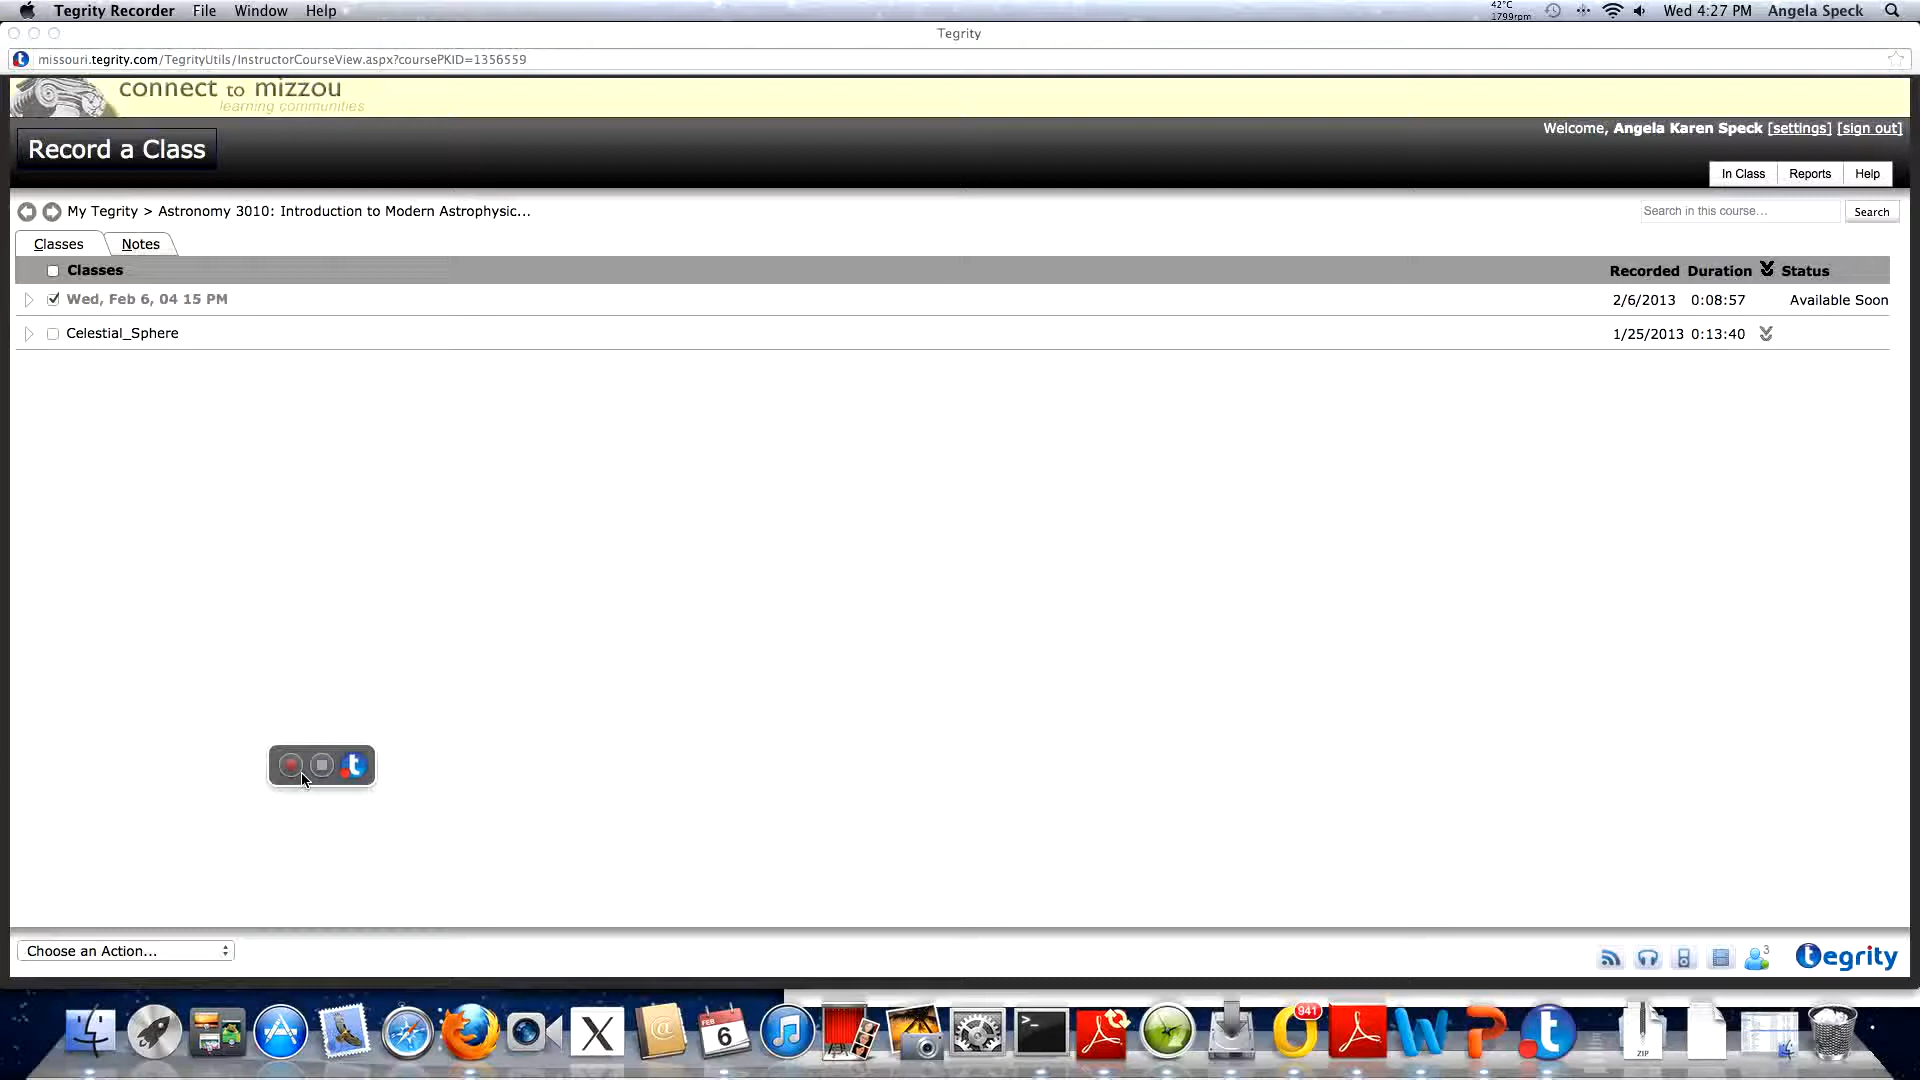 Tegrity Recorder File Window Help 42°C 1799rpm Wed 4:27 PM Angela Speck
Tegrity
missouri.tegrity.com/TegrityUtils/InstructorCourseView.aspx?coursePKID=1356559
connect to mizzou
learning communities
Welcome, Angela Karen Speck [settings] [sign out]
Record a Class
In Class Reports Help
My Tegrity > Astronomy 3010: Introduction to Modern Astrophysic...
Search in this course... Search
Classes Notes
Classes Recorded Duration Status
Wed, Feb 6, 04 15 PM 2/6/2013 0:08:57 Available Soon
Celestial_Sphere 1/25/2013 0:13:40
t
Choose an Action...
3
tegrity
FEB
6
941
ZIP